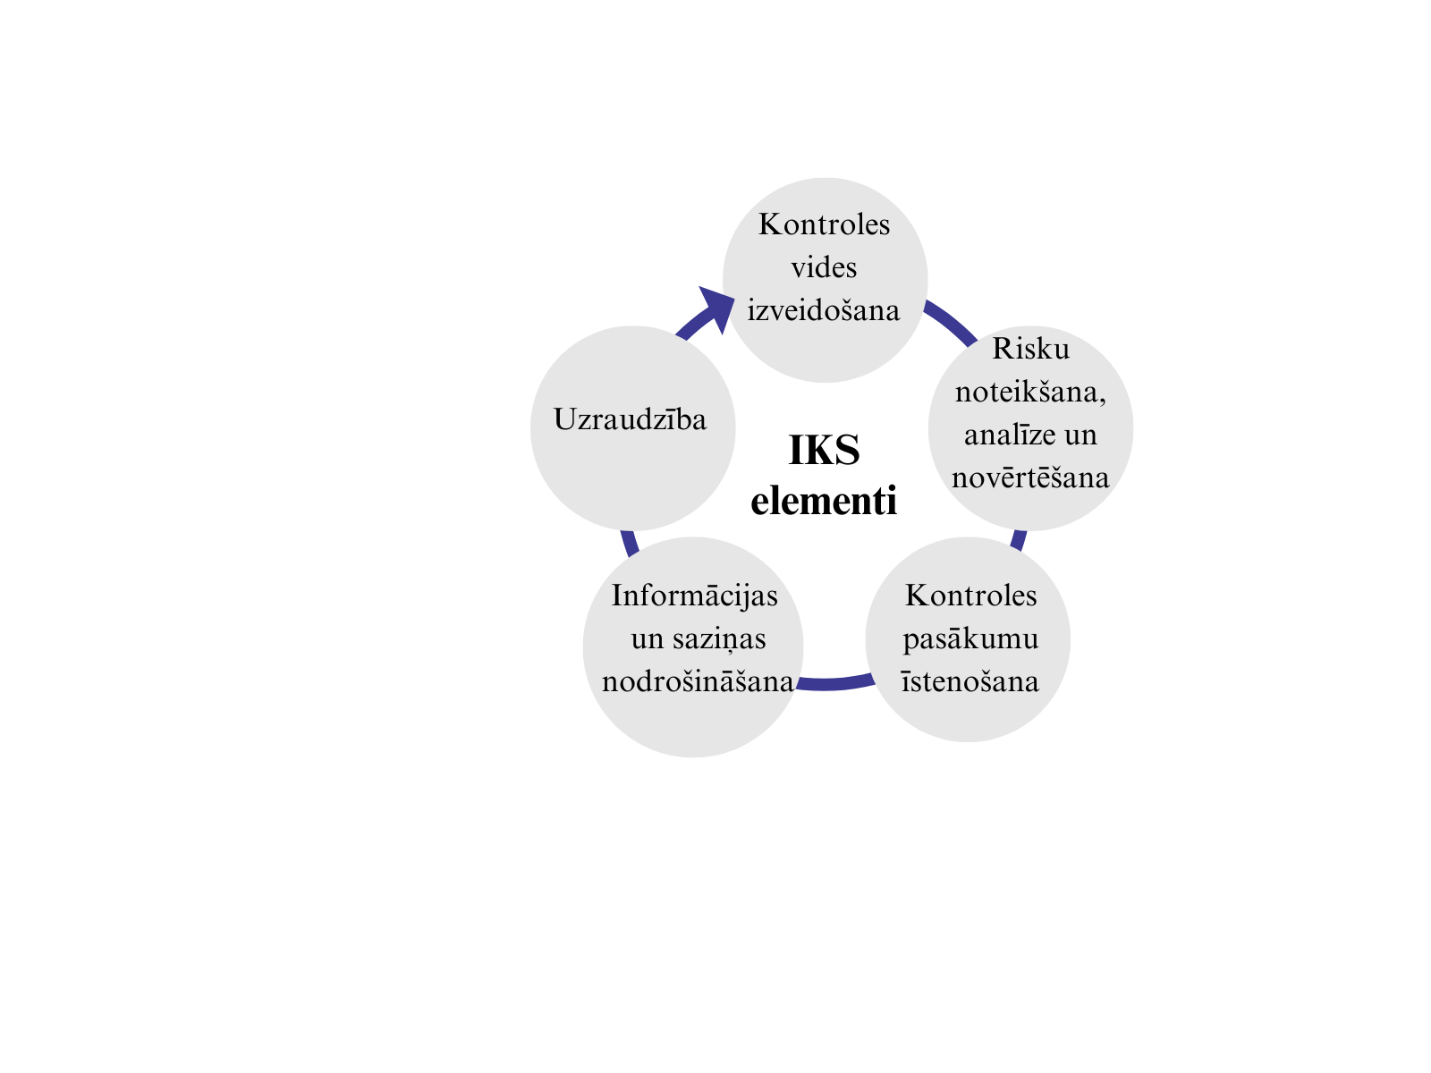 Kontroles
vides
izveidošana
Risku
noteikšana,
analīze un
novērtēšana
Kontroles
pasākumu
īstenošana
Informācijas
un saziņas
nodrošināšana
Uzraudzība
IKS
elementi